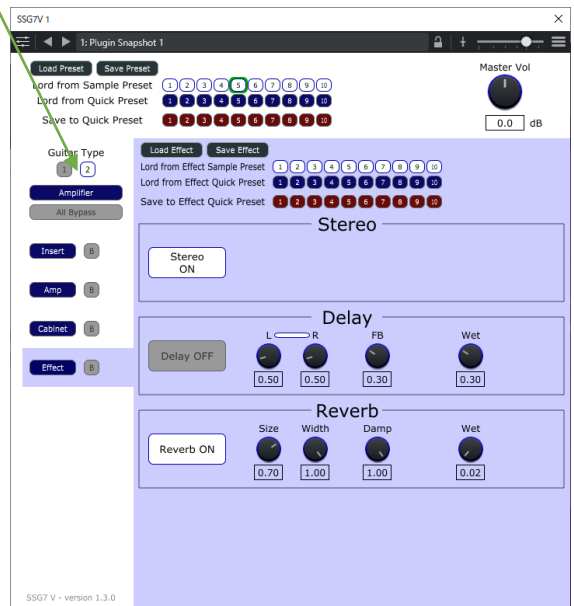 SSG7V 1
1: Plugin Snapshot 1
Load Preset Save Preset
Lord from Sample Preset 1 2 3 4 5 6 7 8 9 10
Lord from Quick Preset 1 2 3 4 5 6 7 8 9 10
Save to Quick Preset 1 2 3 4 5 6 7 8 9 10
Master Vol
0.0 dB
Guitar Type
1 2
Amplifier
All Bypass
Insert B
Amp B
Cabinet B
Effect B
Load Effect Save Effect
Lord from Effect Sample Preset 1 2 3 4 5 6 7 8 9 10
Lord from Effect Quick Preset 1 2 3 4 5 6 7 8 9 10
Save to Effect Quick Preset 1 2 3 4 5 6 7 8 9 10
Stereo
Stereo
ON
Delay
L R FB Wet
Delay OFF
0.50 0.50 0.30 0.30
Reverb
Size Width Damp Wet
Reverb ON
0.70 1.00 1.00 0.02
SSG7 V - version 1.3.0